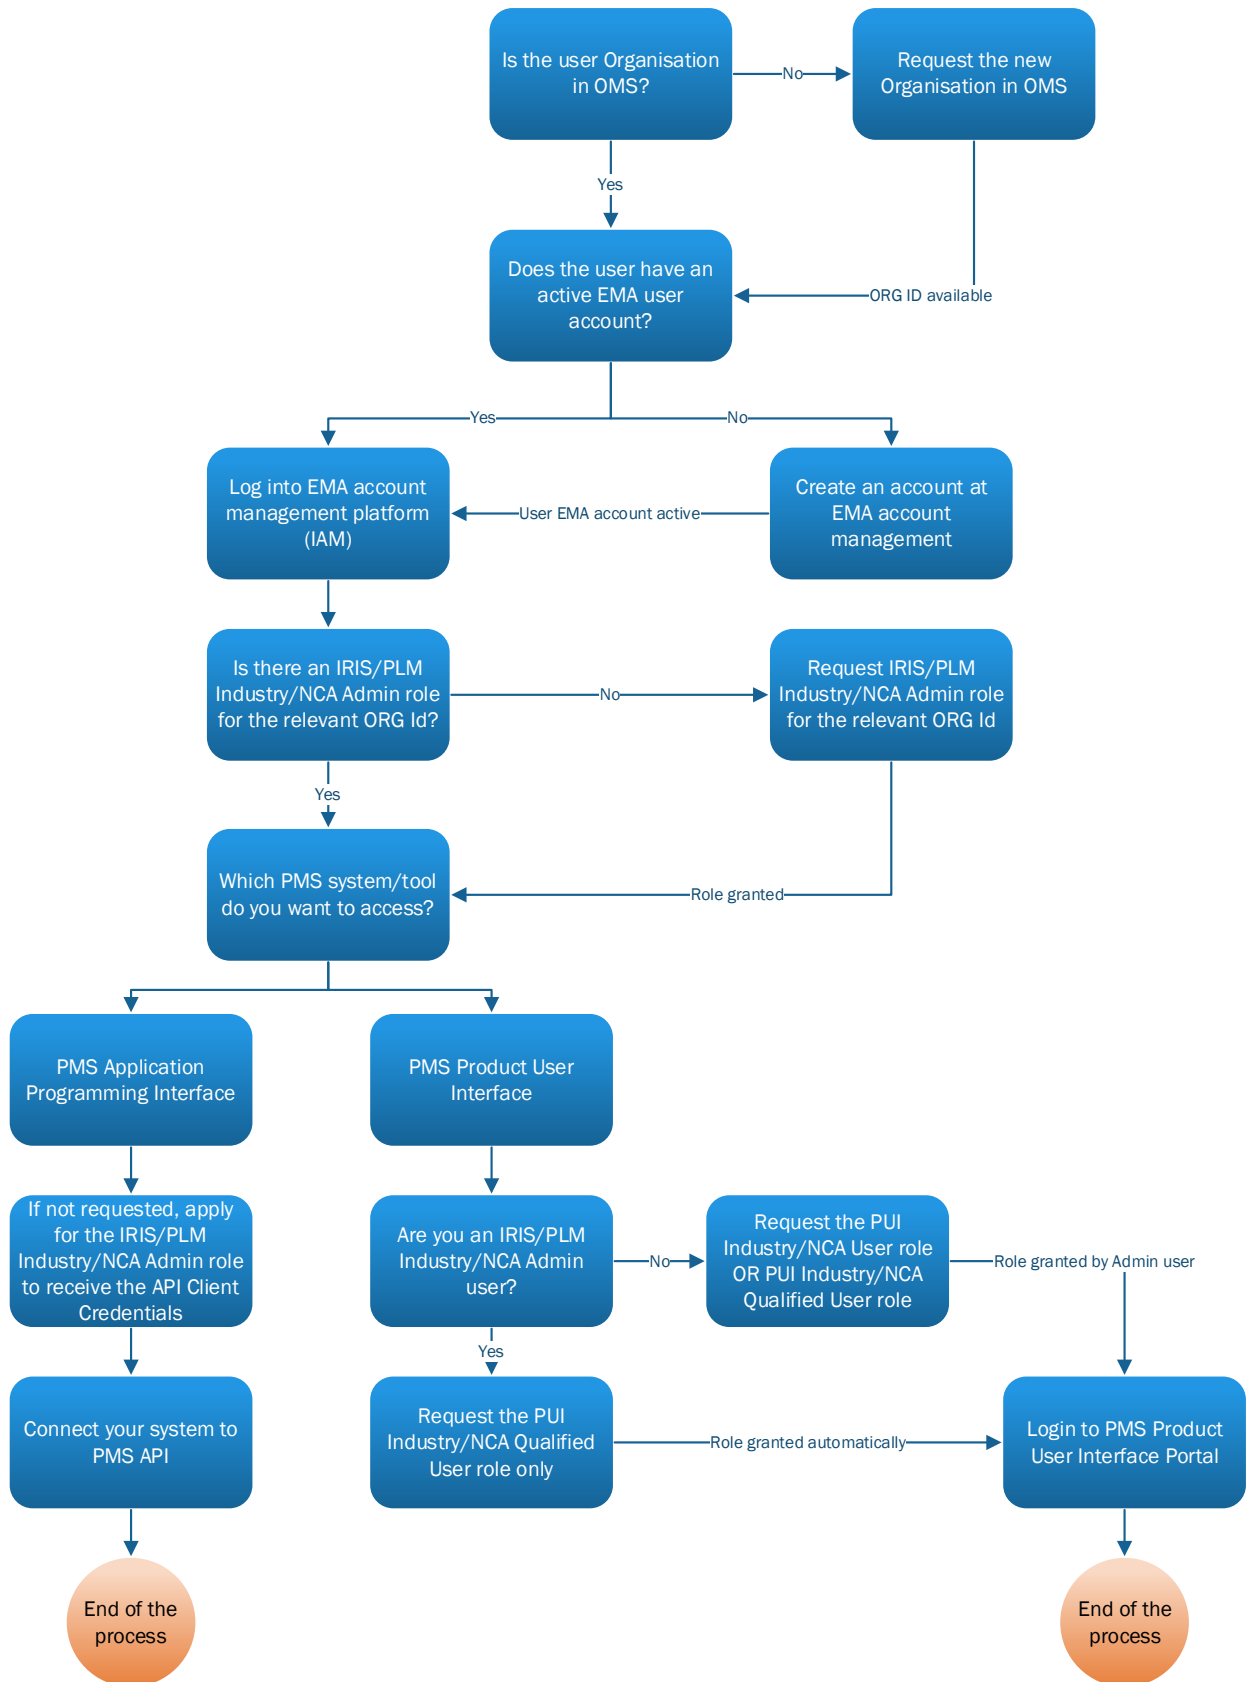 Is the user Organisation
in OMS?
No
Request the new
Organisation in OMS
Yes
Does the user have an
active EMA user
account?
ORG ID available
Yes
No
Log into EMA account
management platform
(IAM)
User EMA account active
Create an account at
EMA account
management
Is there an IRIS/PLM
Industry/NCA Admin role
for the relevant ORG Id?
No
Request IRIS/PLM
Industry/NCA Admin role
for the relevant ORG Id
Yes
Which PMS system/tool
do you want to access?
Role granted
PMS Application
Programming Interface
PMS Product User
Interface
If not requested, apply
for the IRIS/PLM
Industry/NCA Admin role
to receive the API Client
Credentials
Are you an IRIS/PLM
Industry/NCA Admin
user?
No
Request the PUI
Industry/NCA User role
OR PUI Industry/NCA
Qualified User role
Role granted by Admin user
Yes
Connect your system to
PMS API
Request the PUI
Industry/NCA Qualified
User role only
Role granted automatically
Login to PMS Product
User Interface Portal
End of the
process
End of the
process